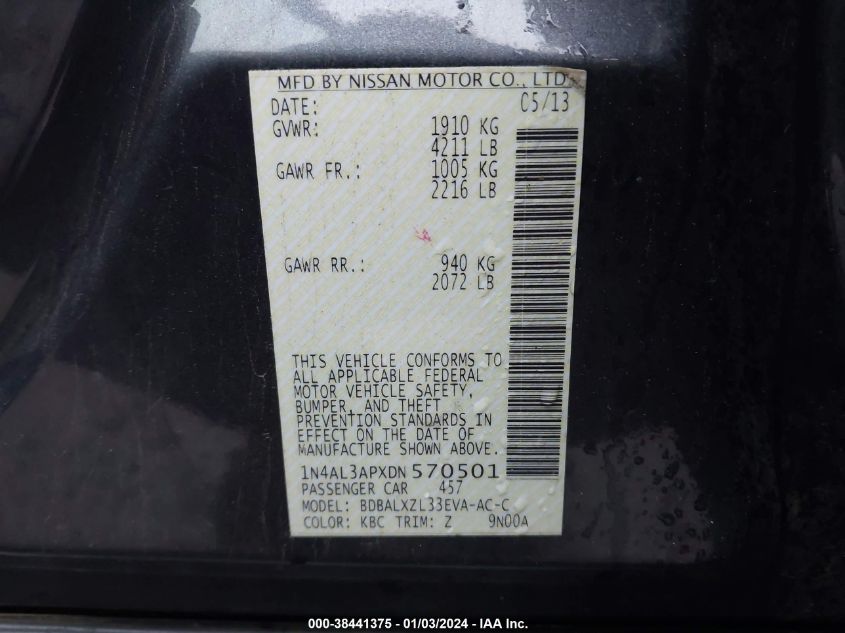 MFD BY NISSAN MOTOR CO., LTD.
DATE: 05/13
GVWR: 1910 KG
4211 LB
GAWR FR.: 1005 KG
2216 LB
GAWR RR.: 940 KG
2072 LB
THIS VEHICLE CONFORMS TO
ALL APPLICABLE FEDERAL
MOTOR VEHICLE SAFETY,
BUMPER, AND THEFT
PREVENTION STANDARDS IN
EFFECT ON THE DATE OF
MANUFACTURE SHOWN ABOVE.
1N4AL3APXDN570501
PASSENGER CAR 457
MODEL: BDBALXZL33EVA-AC-C
COLOR: KBC TRIM: Z 9N00A
000-38441375 - 01/03/2024 - IAA Inc.